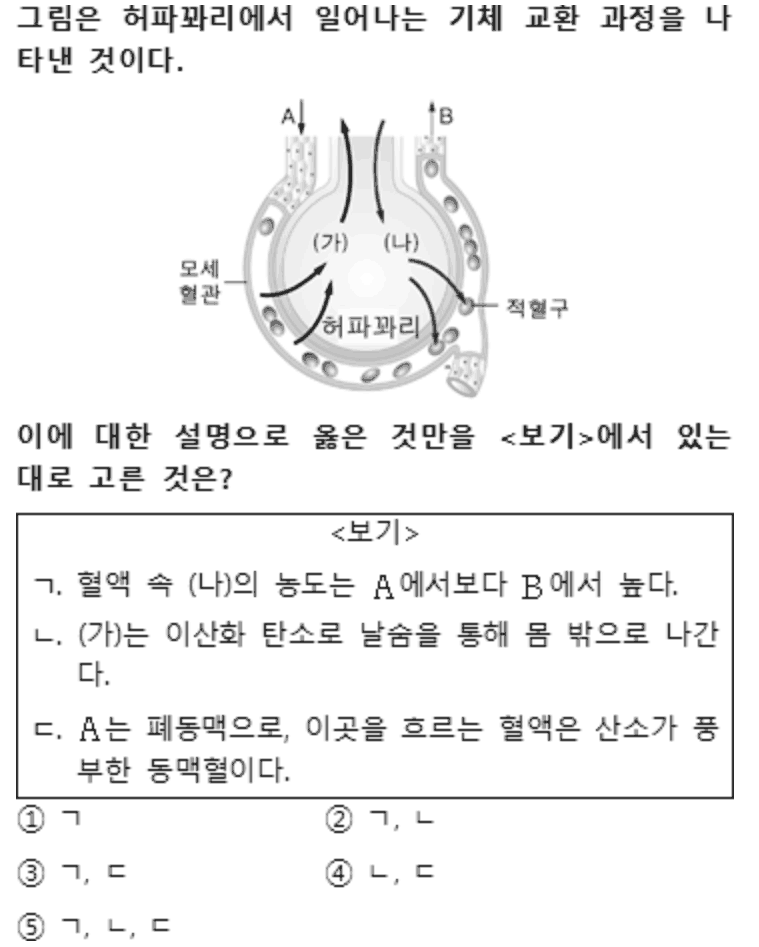 그림은 허파꽈리에서 일어나는 기체 교환 과정을 나
타낸 것이다.
A B
(가) (나)
모세
혈관
적혈구
허파꽈리
이에 대한 설명으로 옳은 것만을 <보기>에서 있는
대로 고른 것은?
<보기>
ㄱ. 혈액 속 (나)의 농도는 A에서보다 B에서 높다.
ㄴ. (가)는 이산화 탄소로 날숨을 통해 몸 밖으로 나간
다.
ㄷ. A는 폐동맥으로, 이곳을 흐르는 혈액은 산소가 풍
부한 동맥혈이다.
① ㄱ ② ㄱ, ㄴ
③ ㄱ, ㄷ ④ ㄴ, ㄷ
⑤ ㄱ, ㄴ, ㄷ